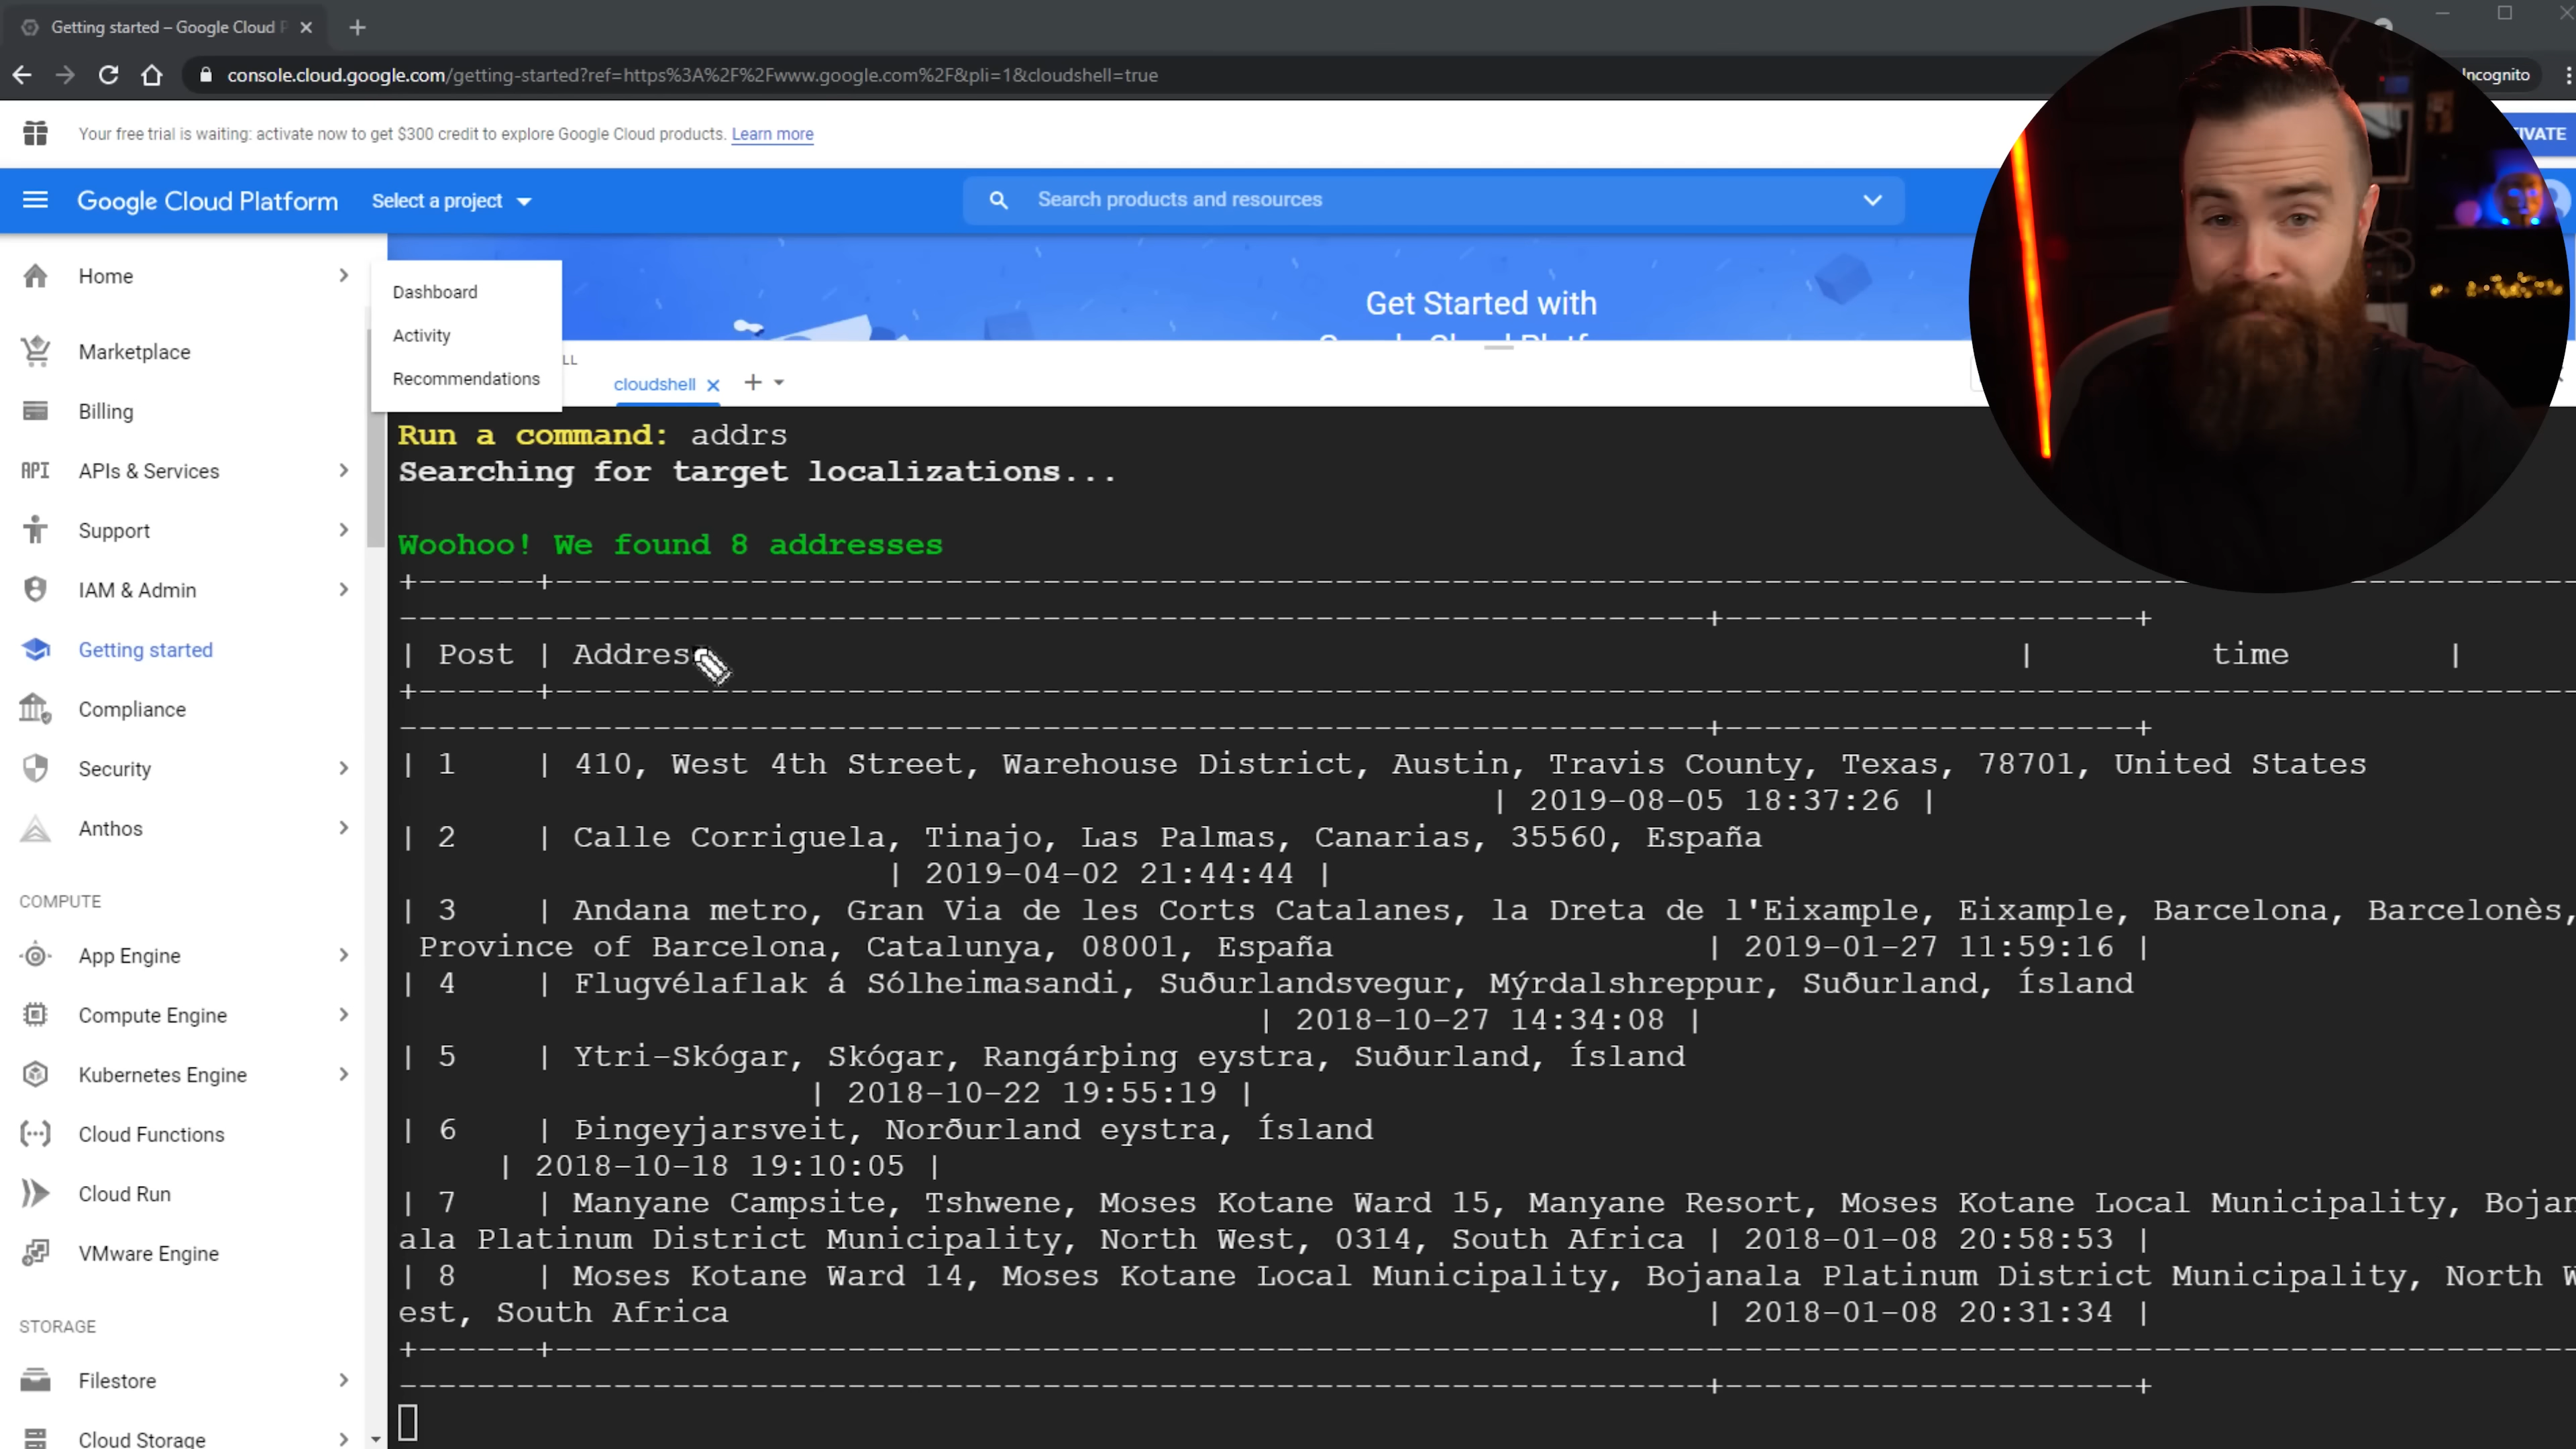 Getting started – Google Cloud P
console.cloud.google.com/getting-started?ref=https%3A%2F%2Fwww.google.com%2F&pli=1&cloudshell=true
Incognito
Your free trial is waiting: activate now to get $300 credit to explore Google Cloud products. Learn more
IVATE
Google Cloud Platform
Select a project
Search products and resources
Home
Marketplace
Billing
APIs & Services
Support
IAM & Admin
Getting started
Compliance
Security
Anthos
COMPUTE
App Engine
Compute Engine
Kubernetes Engine
Cloud Functions
Cloud Run
VMware Engine
STORAGE
Filestore
Cloud Storage
API
Dashboard
Activity
Recommendations
Get Started with
LL
cloudshell
Run a command: addrs
Searching for target localizations...
Woohoo! We found 8 addresses
| Post | Addres | time |
| 1 | 410, West 4th Street, Warehouse District, Austin, Travis County, Texas, 78701, United States
| 2019-08-05 18:37:26 |
| 2 | Calle Corriguela, Tinajo, Las Palmas, Canarias, 35560, España
| 2019-04-02 21:44:44 |
| 3 | Andana metro, Gran Via de les Corts Catalanes, la Dreta de l'Eixample, Eixample, Barcelona, Barcelonès,
Province of Barcelona, Catalunya, 08001, España | 2019-01-27 11:59:16 |
| 4 | Flugvélaflak á Sólheimasandi, Suðurlandsvegur, Mýrdalshreppur, Suðurland, Ísland
| 2018-10-27 14:34:08 |
| 5 | Ytri-Skógar, Skógar, Rangárþing eystra, Suðurland, Ísland
| 2018-10-22 19:55:19 |
| 6 | Þingeyjarsveit, Norðurland eystra, Ísland
| 2018-10-18 19:10:05 |
| 7 | Manyane Campsite, Tshwene, Moses Kotane Ward 15, Manyane Resort, Moses Kotane Local Municipality, Bojan
ala Platinum District Municipality, North West, 0314, South Africa | 2018-01-08 20:58:53 |
| 8 | Moses Kotane Ward 14, Moses Kotane Local Municipality, Bojanala Platinum District Municipality, North W
est, South Africa | 2018-01-08 20:31:34 |